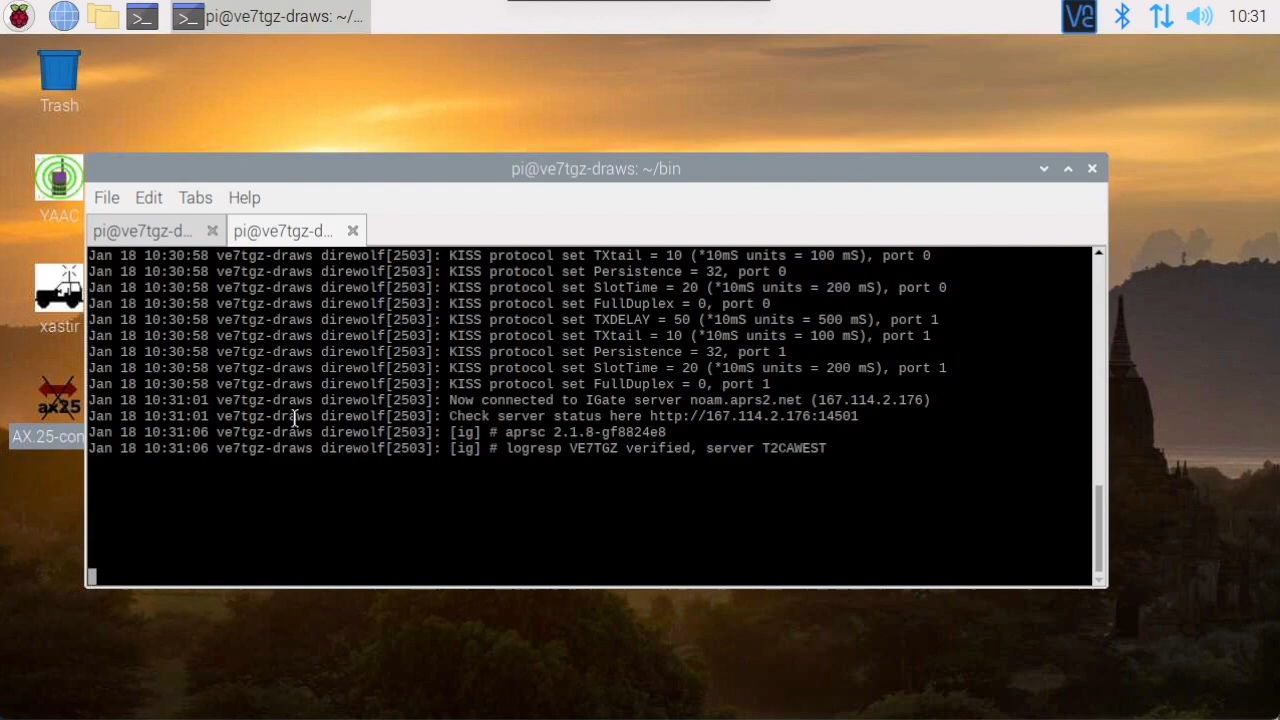 pi@ve7tgz-draws: ~/...
10:31
Trash
YAAC
xastir
ax25
AX.25-con
pi@ve7tgz-draws: ~/bin
File Edit Tabs Help
pi@ve7tgz-d... pi@ve7tgz-d...
Jan 18 10:30:58 ve7tgz-draws direwolf[2503]: KISS protocol set TXtail = 10 (*10mS units = 100 mS), port 0
Jan 18 10:30:58 ve7tgz-draws direwolf[2503]: KISS protocol set Persistence = 32, port 0
Jan 18 10:30:58 ve7tgz-draws direwolf[2503]: KISS protocol set SlotTime = 20 (*10mS units = 200 mS), port 0
Jan 18 10:30:58 ve7tgz-draws direwolf[2503]: KISS protocol set FullDuplex = 0, port 0
Jan 18 10:30:58 ve7tgz-draws direwolf[2503]: KISS protocol set TXDELAY = 50 (*10mS units = 500 mS), port 1
Jan 18 10:30:58 ve7tgz-draws direwolf[2503]: KISS protocol set TXtail = 10 (*10mS units = 100 mS), port 1
Jan 18 10:30:58 ve7tgz-draws direwolf[2503]: KISS protocol set Persistence = 32, port 1
Jan 18 10:30:58 ve7tgz-draws direwolf[2503]: KISS protocol set SlotTime = 20 (*10mS units = 200 mS), port 1
Jan 18 10:30:58 ve7tgz-draws direwolf[2503]: KISS protocol set FullDuplex = 0, port 1
Jan 18 10:31:01 ve7tgz-draws direwolf[2503]: Now connected to IGate server noam.aprs2.net (167.114.2.176)
Jan 18 10:31:01 ve7tgz-draws direwolf[2503]: Check server status here http://167.114.2.176:14501
Jan 18 10:31:06 ve7tgz-draws direwolf[2503]: [ig] # aprsc 2.1.8-gf8824e8
Jan 18 10:31:06 ve7tgz-draws direwolf[2503]: [ig] # logresp VE7TGZ verified, server T2CAWEST